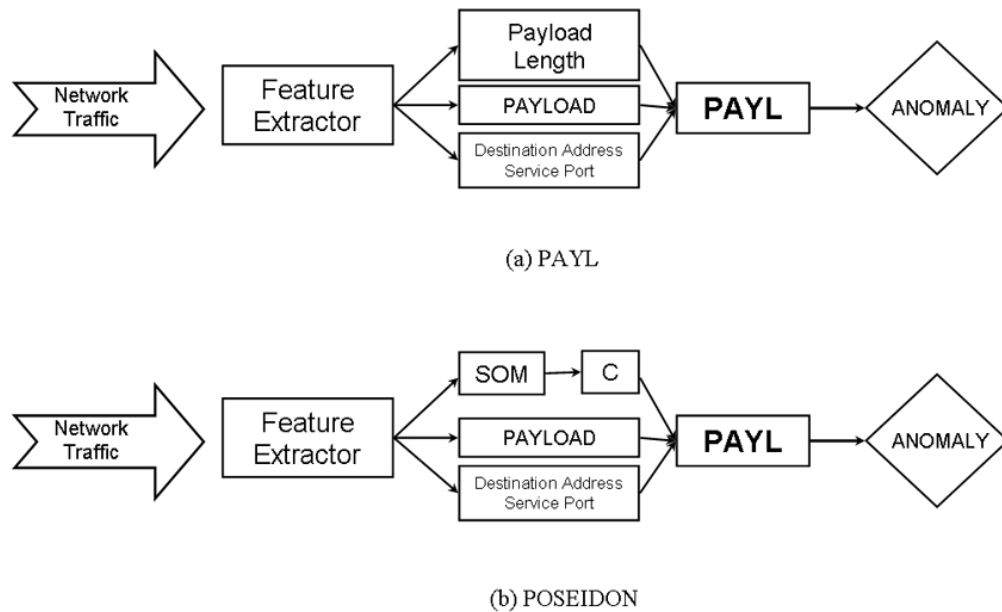 Network
Traffic
Feature
Extractor
Payload
Length
PAYLOAD
Destination Address
Service Port
PAYL
ANOMALY
(a) PAYL
Network
Traffic
Feature
Extractor
SOM
C
PAYLOAD
Destination Address
Service Port
PAYL
ANOMALY
(b) POSEIDON